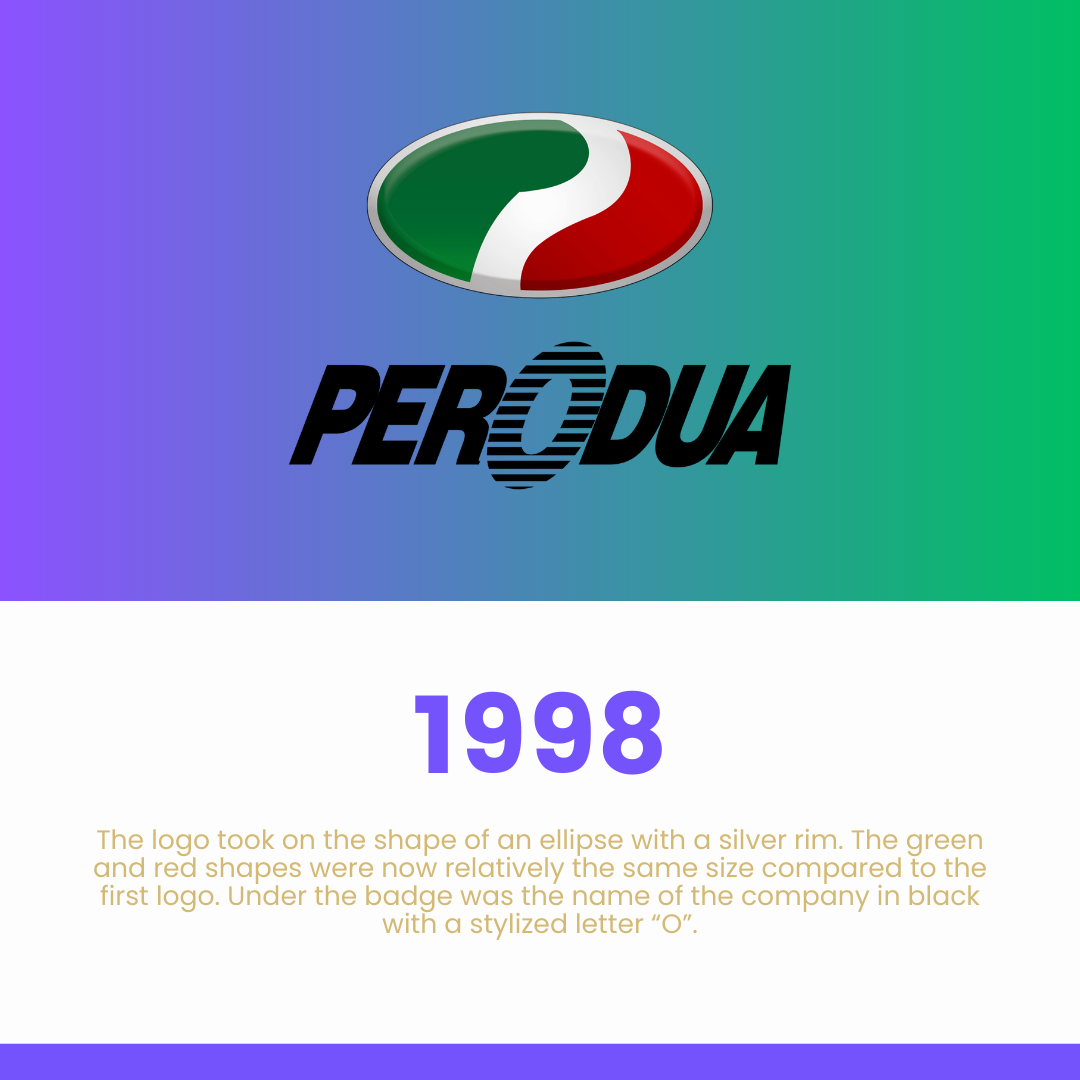 PERODUA
1998
The logo took on the shape of an ellipse with a silver rim. The green
and red shapes were now relatively the same size compared to the
first logo. Under the badge was the name of the company in black
with a stylized letter “O”.